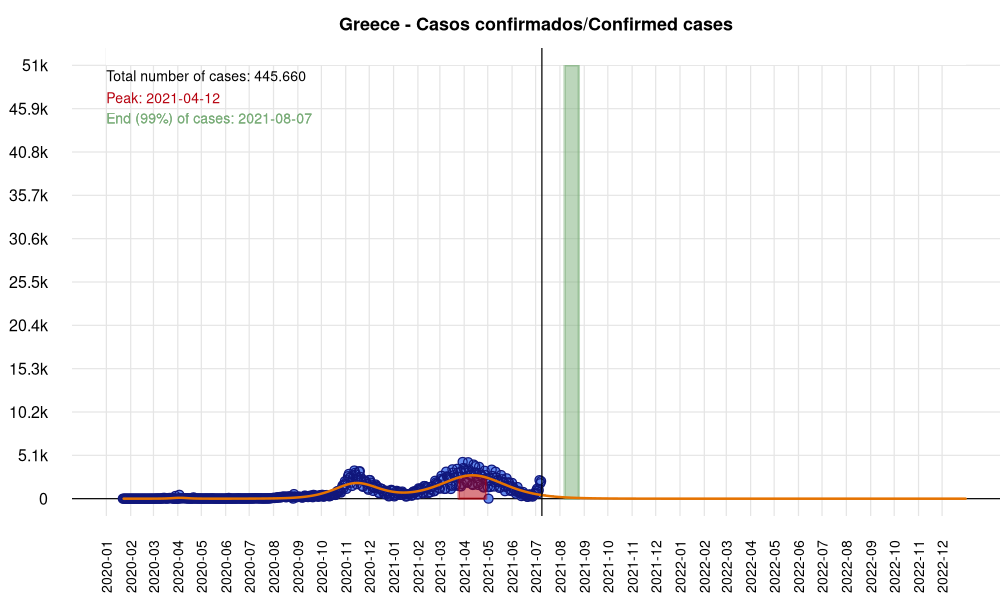 Greece - Casos confirmados/Confirmed cases
51k
Total number of cases: 445.660
Peak: 2021-04-12
45.9k
End (99%) of cases: 2021-08-07
40.8k
35.7k
30.6k
25.5k
20.4k
15.3k
10.2k
5.1k
0
2020-01
2020-02
2020-03
2020-04
2020-05
2020-06
2020-07
2020-08
2020-09
2020-10
2020-11
2020-12
2021-01
2021-02
2021-03
2021-04
2021-05
2021-06
2021-07
2021-08
2021-09
2021-10
2021-11
2021-12
2022-01
2022-02
2022-03
2022-04
2022-05
2022-06
2022-07
2022-08
2022-09
2022-10
2022-11
2022-12